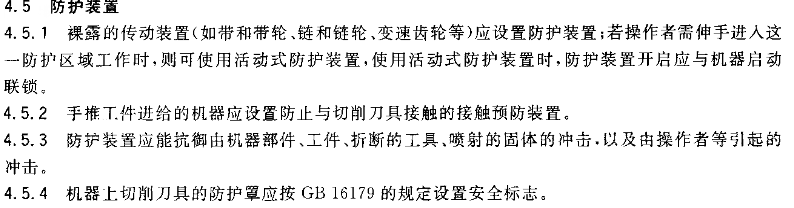 4.5 防护装置
4.5.1 裸露的传动装置(如带和带轮、链和链轮、变速齿轮等)应设置防护装置;若操作者需伸手进入这
一防护区域工作时,则可使用活动式防护装置,使用活动式防护装置时,防护装置开启应与机器启动
联锁。
4.5.2 手推工件进给的机器应设置防止与切削刀具接触的接触预防装置。
4.5.3 防护装置应能抗御由机器部件、工件、折断的工具、喷射的固体的冲击,以及由操作者等引起的
冲击。
4.5.4 机器上切削刀具的防护罩应按 GB 16179 的规定设置安全标志。